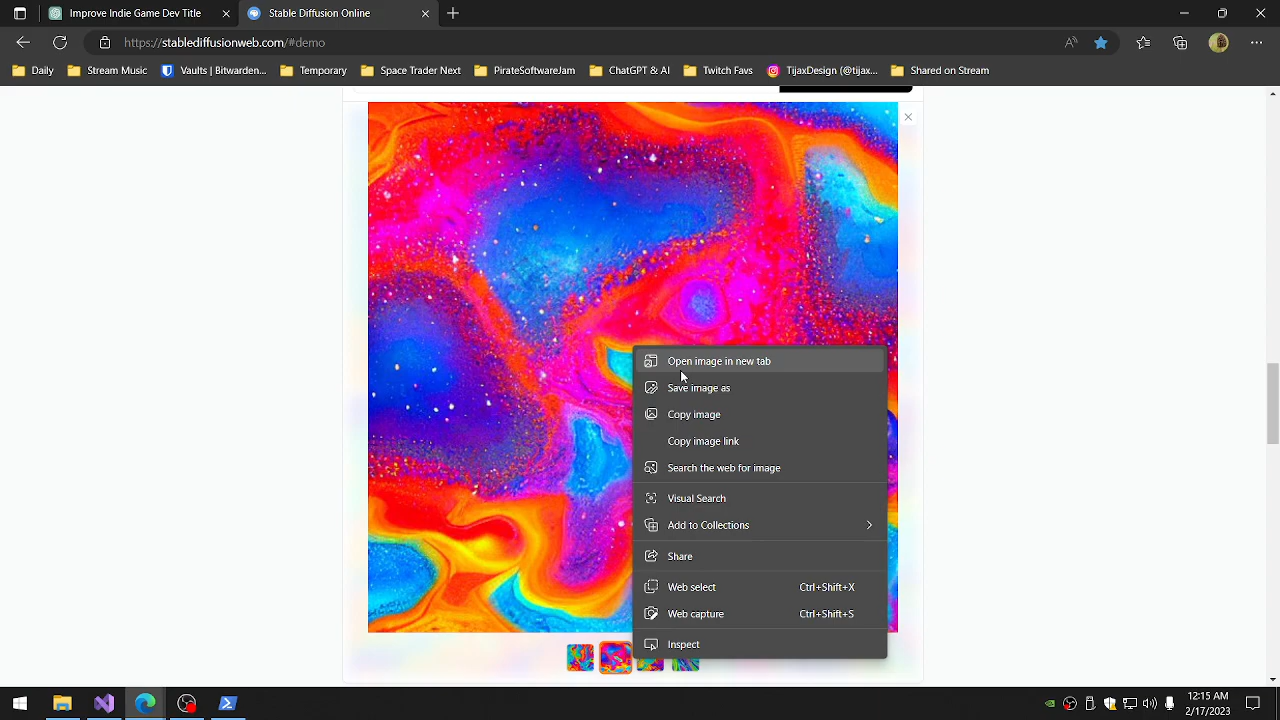 Improve Game Dev Title
Stable Diffusion Online
https://stablediffusionweb.com/#demo
Daily
Stream Music
Vaults | Bitwarden...
Temporary
Space Trader Next
PirateSoftwareJam
ChatGPT & AI
Twitch Favs
TijaxDesign (@tijax...
Shared on Stream
Open image in new tab
Save image as
Copy image
Copy image link
Search the web for image
Visual Search
Add to Collections
Share
Web select Ctrl+Shift+X
Web capture Ctrl+Shift+S
Inspect
12:15 AM
2/17/2023